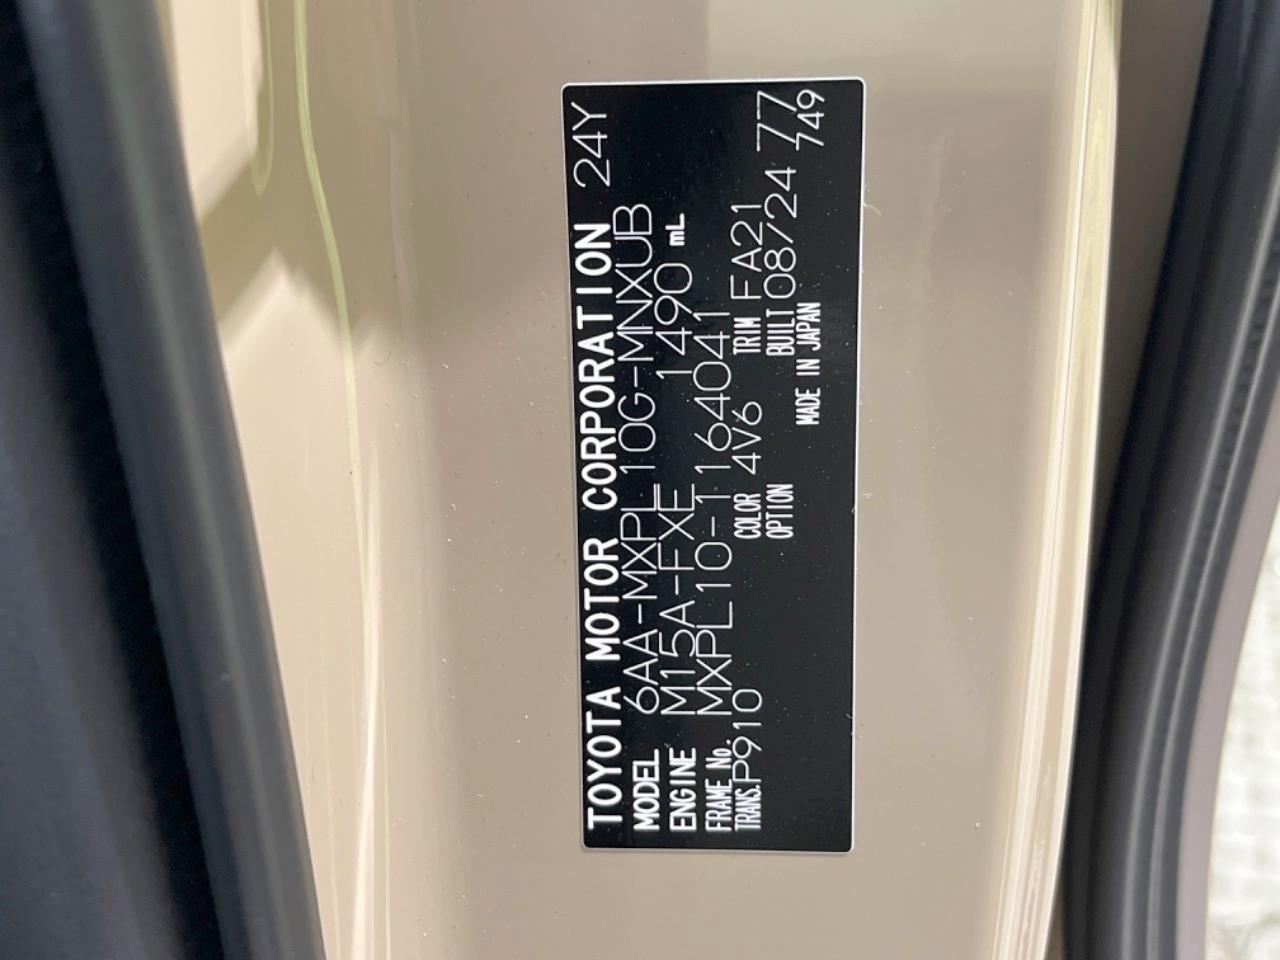 TOYOTA MOTOR CORPORATION 24Y
MODEL 6AA-MXPL10G-MNXUB
ENGINE M15A-FXE 1490 mL
FRAME No. MXPL10-1164041
TRANS. P910 COLOR 4V6 TRIM FA21 77
OPTION BUILT 08/24 749
MADE IN JAPAN